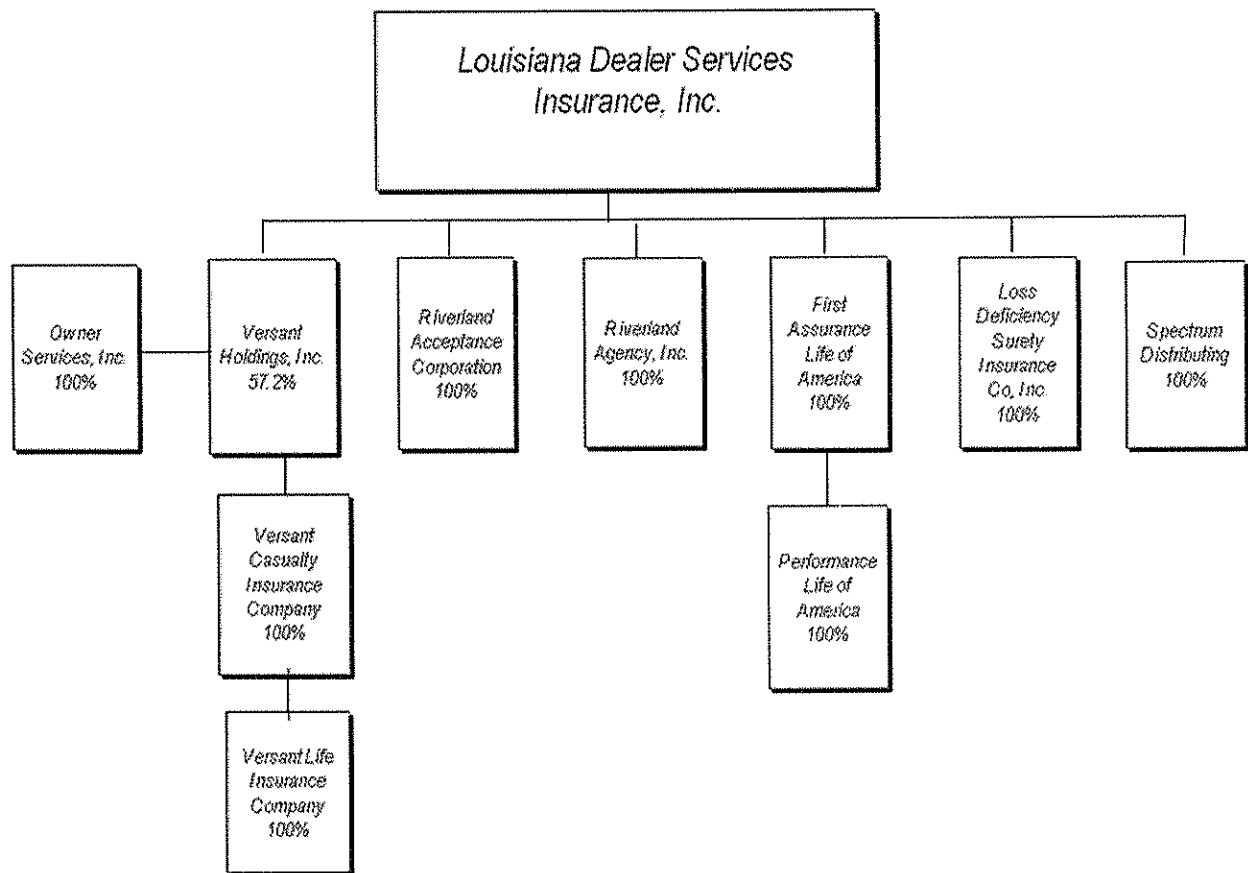 Louisiana Dealer Services
Insurance, Inc.
Owner
Services, Inc.
100%
Versant
Holdings, Inc.
57.2%
Riverland
Acceptance
Corporation
100%
Riverland
Agency, Inc.
100%
First
Assurance
Life of
America
100%
Loss
Deficiency
Surety
Insurance
Co, Inc.
100%
Spectrum
Distributing
100%
Versant
Casualty
Insurance
Company
100%
Performance
Life of
America
100%
Versant Life
Insurance
Company
100%